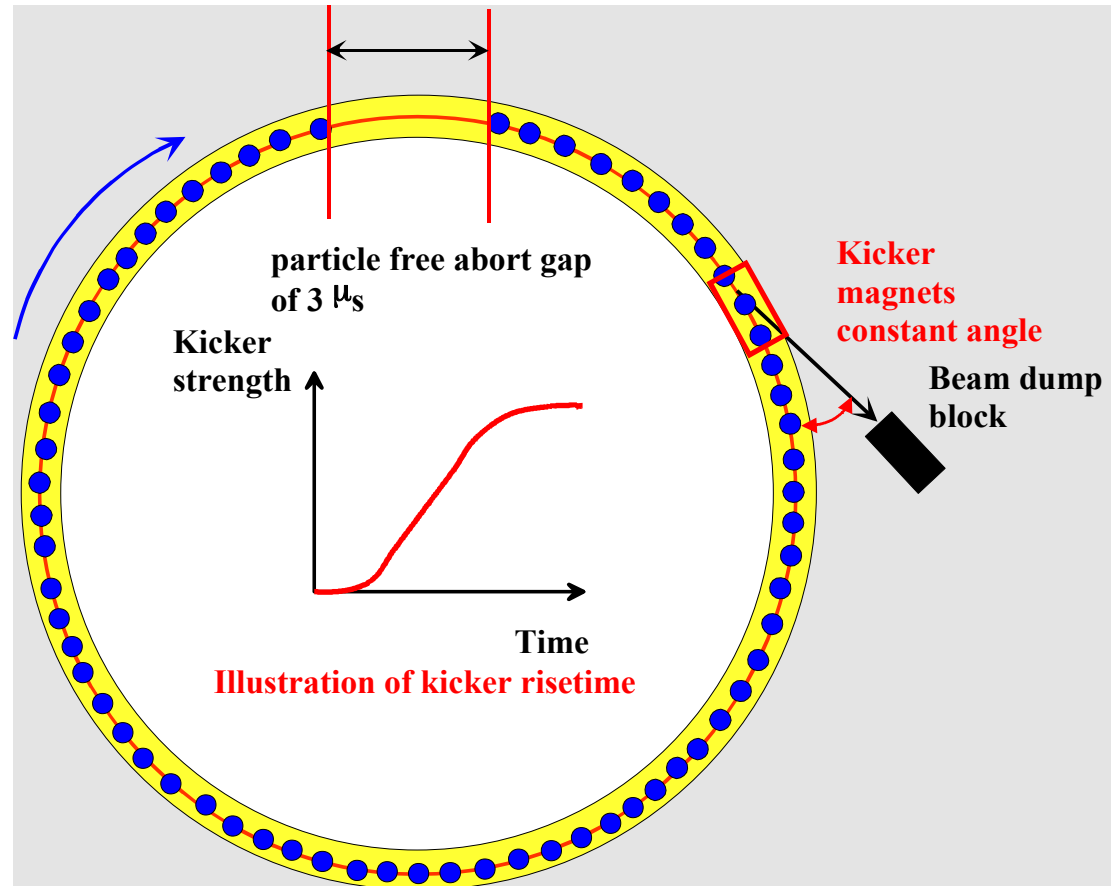 particle free abort gap
of 3 μs
Kicker
strength
Time
Illustration of kicker risetime
Kicker
magnets
constant angle
Beam dump
block